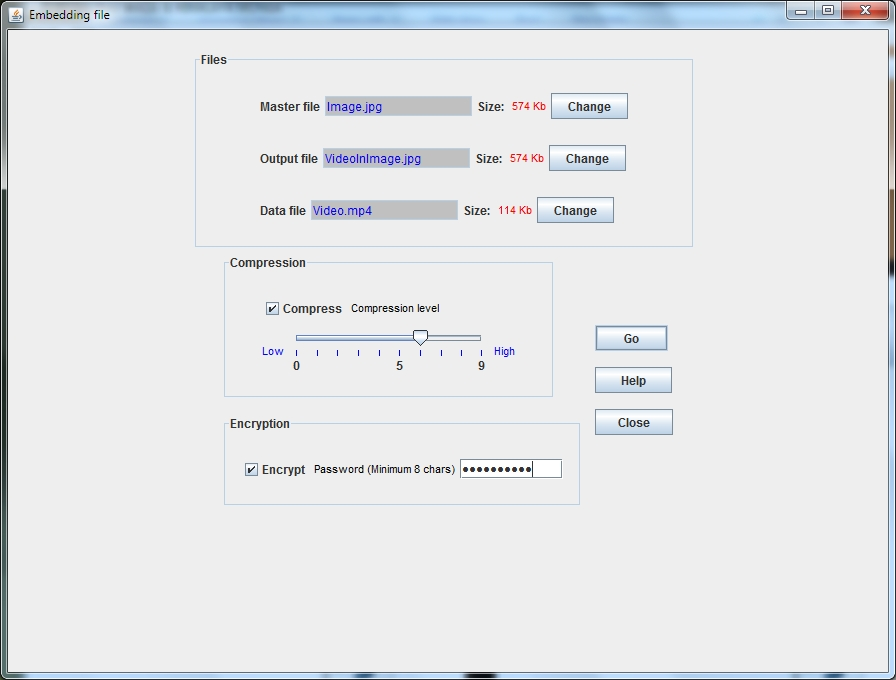 Embedding file
Files
Master file Image.jpg Size: 574 Kb Change
Output file VideoInImage.jpg Size: 574 Kb Change
Data file Video.mp4 Size: 114 Kb Change
Compression
Compress Compression level
Low High
0 5 9
Go
Help
Close
Encryption
Encrypt Password (Minimum 8 chars) ●●●●●●●●●●